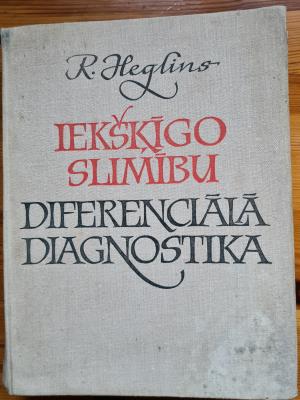 R. Heglins
IEKŠĶĪGO
SLIMĪBU
DIFERENCIĀLĀ
DIAGNOSTIKA